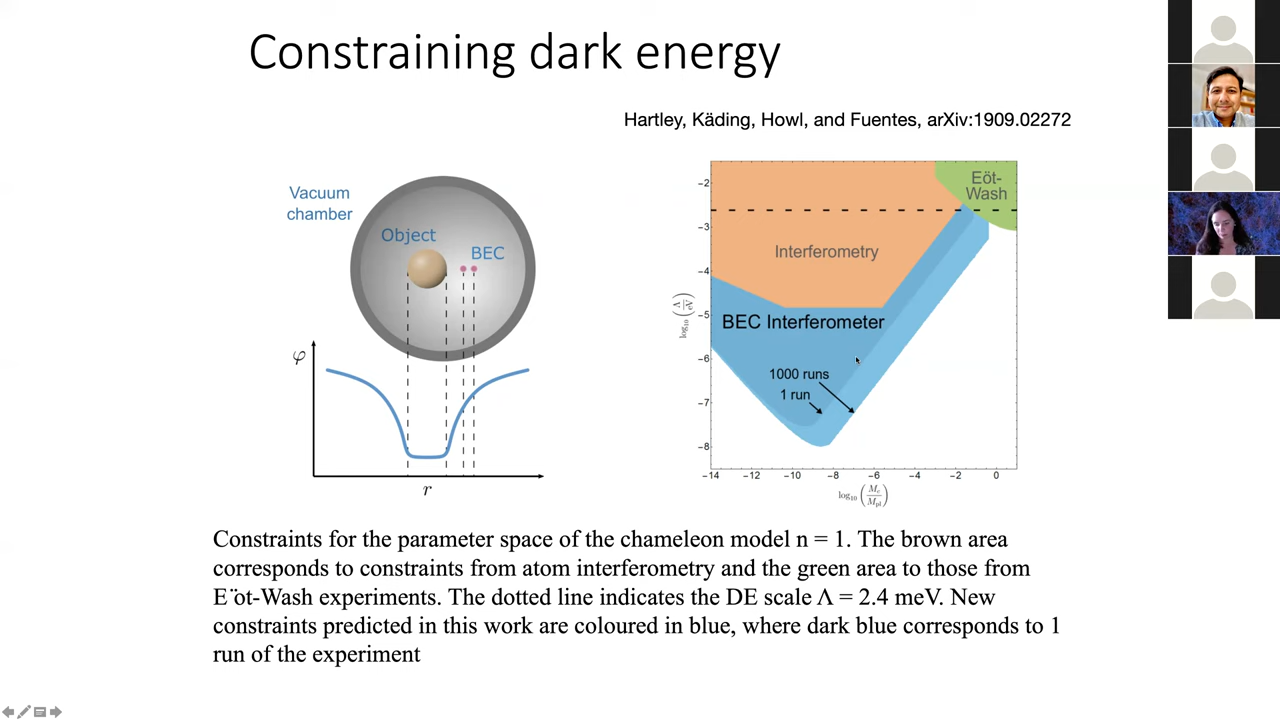 Constraining dark energy
Hartley, Käding, Howl, and Fuentes, arXiv:1909.02272
Vacuum
chamber
Object
BEC
φ
r
Eöt-
Wash
Interferometry
BEC Interferometer
1000 runs
1 run
log₁₀(Λ/eV)
−2
−3
−4
−5
−6
−7
−8
−14 −12 −10 −8 −6 −4 −2 0
log₁₀(M_c/M_pl)
Constraints for the parameter space of the chameleon model n = 1. The brown area
corresponds to constraints from atom interferometry and the green area to those from
E ̈ot-Wash experiments. The dotted line indicates the DE scale Λ = 2.4 meV. New
constraints predicted in this work are coloured in blue, where dark blue corresponds to 1
run of the experiment